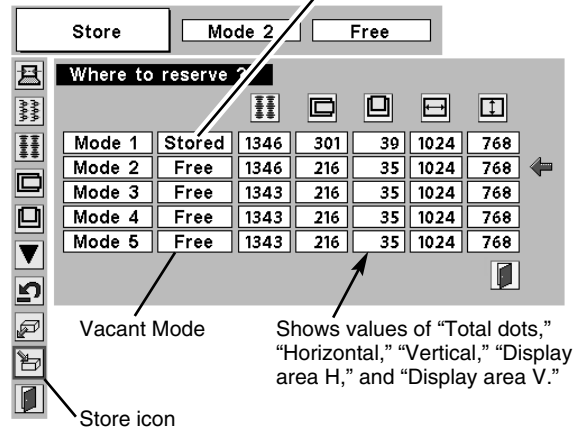 Store Mode 2 Free
Where to reserve ?
Mode 1 Stored 1346 301 39 1024 768
Mode 2 Free 1346 216 35 1024 768
Mode 3 Free 1343 216 35 1024 768
Mode 4 Free 1343 216 35 1024 768
Mode 5 Free 1343 216 35 1024 768
Vacant Mode
Shows values of “Total dots,”
“Horizontal,” “Vertical,” “Display
area H,” and “Display area V.”
Store icon